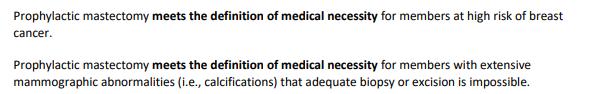 Prophylactic mastectomy meets the definition of medical necessity for members at high risk of breast
cancer.
Prophylactic mastectomy meets the definition of medical necessity for members with extensive
mammographic abnormalities (i.e., calcifications) that adequate biopsy or excision is impossible.